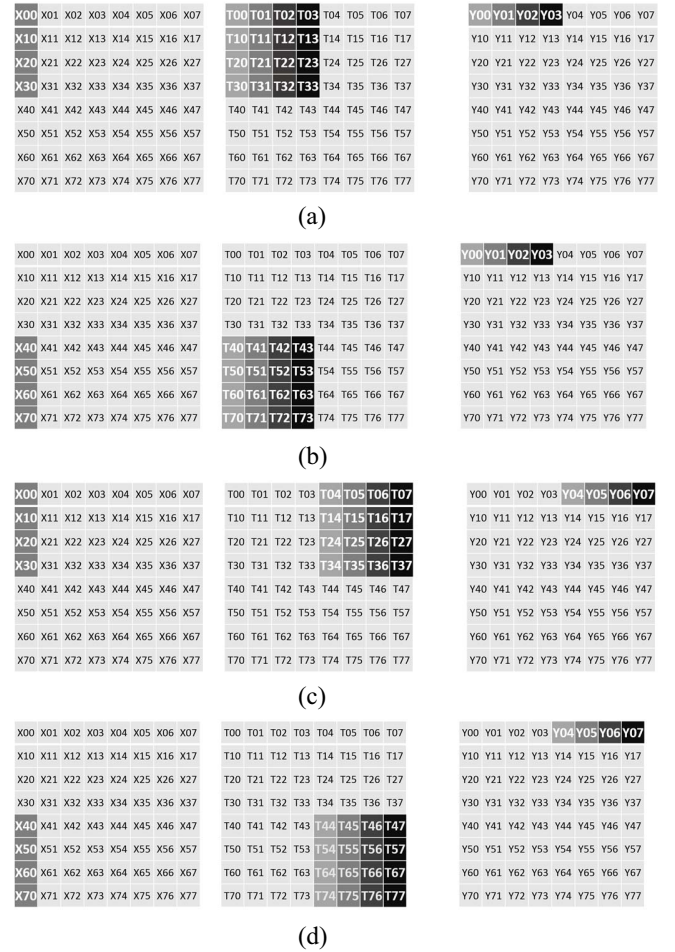 X00 X01 X02 X03 X04 X05 X06 X07 T00 T01 T02 T03 T04 T05 T06 T07 Y00 Y01 Y02 Y03 Y04 Y05 Y06 Y07
X10 X11 X12 X13 X14 X15 X16 X17 T10 T11 T12 T13 T14 T15 T16 T17 Y10 Y11 Y12 Y13 Y14 Y15 Y16 Y17
X20 X21 X22 X23 X24 X25 X26 X27 T20 T21 T22 T23 T24 T25 T26 T27 Y20 Y21 Y22 Y23 Y24 Y25 Y26 Y27
X30 X31 X32 X33 X34 X35 X36 X37 T30 T31 T32 T33 T34 T35 T36 T37 Y30 Y31 Y32 Y33 Y34 Y35 Y36 Y37
X40 X41 X42 X43 X44 X45 X46 X47 T40 T41 T42 T43 T44 T45 T46 T47 Y40 Y41 Y42 Y43 Y44 Y45 Y46 Y47
X50 X51 X52 X53 X54 X55 X56 X57 T50 T51 T52 T53 T54 T55 T56 T57 Y50 Y51 Y52 Y53 Y54 Y55 Y56 Y57
X60 X61 X62 X63 X64 X65 X66 X67 T60 T61 T62 T63 T64 T65 T66 T67 Y60 Y61 Y62 Y63 Y64 Y65 Y66 Y67
X70 X71 X72 X73 X74 X75 X76 X77 T70 T71 T72 T73 T74 T75 T76 T77 Y70 Y71 Y72 Y73 Y74 Y75 Y76 Y77
(a)
X00 X01 X02 X03 X04 X05 X06 X07 T00 T01 T02 T03 T04 T05 T06 T07 Y00 Y01 Y02 Y03 Y04 Y05 Y06 Y07
X10 X11 X12 X13 X14 X15 X16 X17 T10 T11 T12 T13 T14 T15 T16 T17 Y10 Y11 Y12 Y13 Y14 Y15 Y16 Y17
X20 X21 X22 X23 X24 X25 X26 X27 T20 T21 T22 T23 T24 T25 T26 T27 Y20 Y21 Y22 Y23 Y24 Y25 Y26 Y27
X30 X31 X32 X33 X34 X35 X36 X37 T30 T31 T32 T33 T34 T35 T36 T37 Y30 Y31 Y32 Y33 Y34 Y35 Y36 Y37
X40 X41 X42 X43 X44 X45 X46 X47 T40 T41 T42 T43 T44 T45 T46 T47 Y40 Y41 Y42 Y43 Y44 Y45 Y46 Y47
X50 X51 X52 X53 X54 X55 X56 X57 T50 T51 T52 T53 T54 T55 T56 T57 Y50 Y51 Y52 Y53 Y54 Y55 Y56 Y57
X60 X61 X62 X63 X64 X65 X66 X67 T60 T61 T62 T63 T64 T65 T66 T67 Y60 Y61 Y62 Y63 Y64 Y65 Y66 Y67
X70 X71 X72 X73 X74 X75 X76 X77 T70 T71 T72 T73 T74 T75 T76 T77 Y70 Y71 Y72 Y73 Y74 Y75 Y76 Y77
(b)
X00 X01 X02 X03 X04 X05 X06 X07 T00 T01 T02 T03 T04 T05 T06 T07 Y00 Y01 Y02 Y03 Y04 Y05 Y06 Y07
X10 X11 X12 X13 X14 X15 X16 X17 T10 T11 T12 T13 T14 T15 T16 T17 Y10 Y11 Y12 Y13 Y14 Y15 Y16 Y17
X20 X21 X22 X23 X24 X25 X26 X27 T20 T21 T22 T23 T24 T25 T26 T27 Y20 Y21 Y22 Y23 Y24 Y25 Y26 Y27
X30 X31 X32 X33 X34 X35 X36 X37 T30 T31 T32 T33 T34 T35 T36 T37 Y30 Y31 Y32 Y33 Y34 Y35 Y36 Y37
X40 X41 X42 X43 X44 X45 X46 X47 T40 T41 T42 T43 T44 T45 T46 T47 Y40 Y41 Y42 Y43 Y44 Y45 Y46 Y47
X50 X51 X52 X53 X54 X55 X56 X57 T50 T51 T52 T53 T54 T55 T56 T57 Y50 Y51 Y52 Y53 Y54 Y55 Y56 Y57
X60 X61 X62 X63 X64 X65 X66 X67 T60 T61 T62 T63 T64 T65 T66 T67 Y60 Y61 Y62 Y63 Y64 Y65 Y66 Y67
X70 X71 X72 X73 X74 X75 X76 X77 T70 T71 T72 T73 T74 T75 T76 T77 Y70 Y71 Y72 Y73 Y74 Y75 Y76 Y77
(c)
X00 X01 X02 X03 X04 X05 X06 X07 T00 T01 T02 T03 T04 T05 T06 T07 Y00 Y01 Y02 Y03 Y04 Y05 Y06 Y07
X10 X11 X12 X13 X14 X15 X16 X17 T10 T11 T12 T13 T14 T15 T16 T17 Y10 Y11 Y12 Y13 Y14 Y15 Y16 Y17
X20 X21 X22 X23 X24 X25 X26 X27 T20 T21 T22 T23 T24 T25 T26 T27 Y20 Y21 Y22 Y23 Y24 Y25 Y26 Y27
X30 X31 X32 X33 X34 X35 X36 X37 T30 T31 T32 T33 T34 T35 T36 T37 Y30 Y31 Y32 Y33 Y34 Y35 Y36 Y37
X40 X41 X42 X43 X44 X45 X46 X47 T40 T41 T42 T43 T44 T45 T46 T47 Y40 Y41 Y42 Y43 Y44 Y45 Y46 Y47
X50 X51 X52 X53 X54 X55 X56 X57 T50 T51 T52 T53 T54 T55 T56 T57 Y50 Y51 Y52 Y53 Y54 Y55 Y56 Y57
X60 X61 X62 X63 X64 X65 X66 X67 T60 T61 T62 T63 T64 T65 T66 T67 Y60 Y61 Y62 Y63 Y64 Y65 Y66 Y67
X70 X71 X72 X73 X74 X75 X76 X77 T70 T71 T72 T73 T74 T75 T76 T77 Y70 Y71 Y72 Y73 Y74 Y75 Y76 Y77
(d)